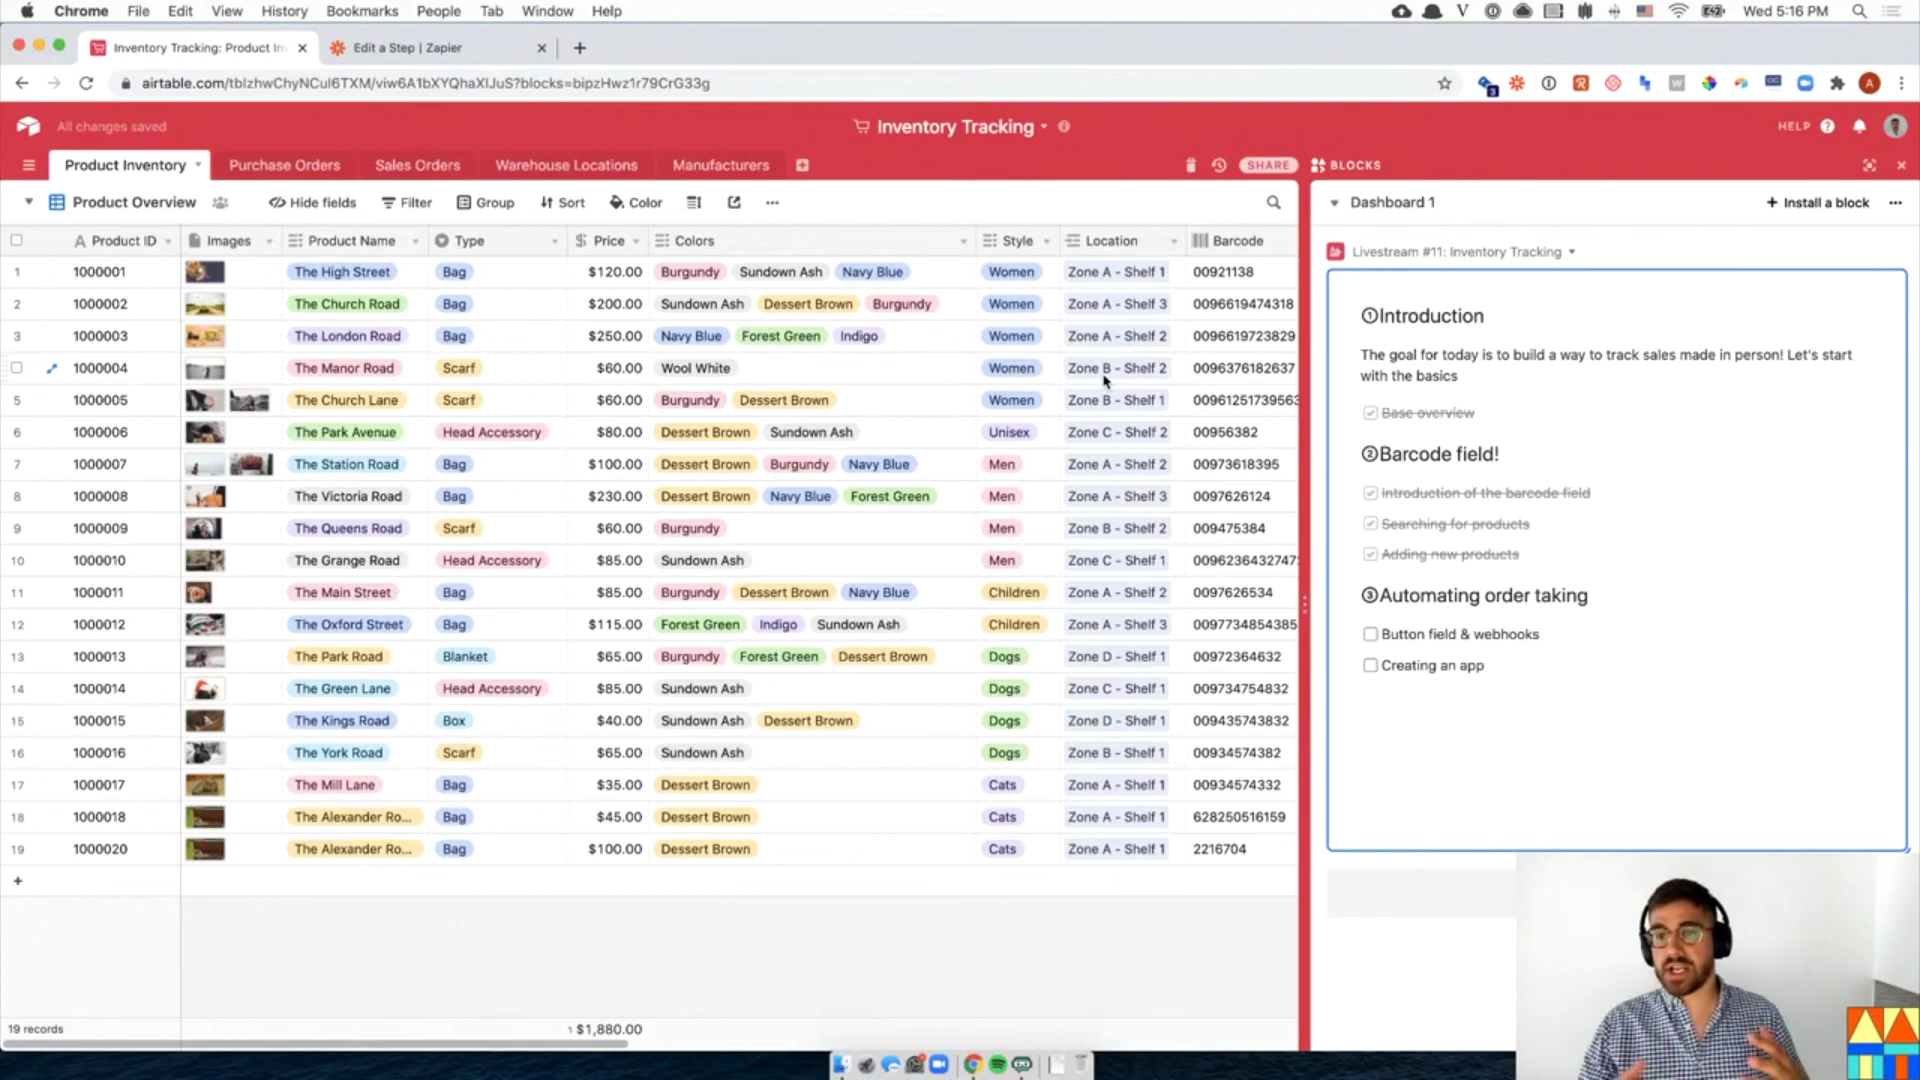 Chrome File Edit View History Bookmarks People Tab Window Help Wed 5:16 PM
Inventory Tracking: Product In Edit a Step | Zapier
airtable.com/tblzhwChyNCul6TXM/viw6A1bXYQhaXIJuS?blocks=bipzHwz1r79CrG33g
All changes saved Inventory Tracking HELP
Product Inventory Purchase Orders Sales Orders Warehouse Locations Manufacturers SHARE BLOCKS
Product Overview Hide fields Filter Group Sort Color
Product ID Images Product Name Type Price Colors Style Location Barcode
1 1000001 The High Street Bag $120.00 Burgundy Sundown Ash Navy Blue Women Zone A - Shelf 1 00921138
2 1000002 The Church Road Bag $200.00 Sundown Ash Dessert Brown Burgundy Women Zone A - Shelf 3 0096619474318
3 1000003 The London Road Bag $250.00 Navy Blue Forest Green Indigo Women Zone A - Shelf 2 0096619723829
1000004 The Manor Road Scarf $60.00 Wool White Women Zone B - Shelf 2 0096376182637
5 1000005 The Church Lane Scarf $60.00 Burgundy Dessert Brown Women Zone B - Shelf 1 00961251739563
6 1000006 The Park Avenue Head Accessory $80.00 Dessert Brown Sundown Ash Unisex Zone C - Shelf 2 00956382
7 1000007 The Station Road Bag $100.00 Dessert Brown Burgundy Navy Blue Men Zone A - Shelf 2 00973618395
8 1000008 The Victoria Road Bag $230.00 Dessert Brown Navy Blue Forest Green Men Zone A - Shelf 3 0097626124
9 1000009 The Queens Road Scarf $60.00 Burgundy Men Zone B - Shelf 2 009475384
10 1000010 The Grange Road Head Accessory $85.00 Sundown Ash Men Zone C - Shelf 1 0096236432747
11 1000011 The Main Street Bag $85.00 Burgundy Dessert Brown Navy Blue Children Zone A - Shelf 2 0097626534
12 1000012 The Oxford Street Bag $115.00 Forest Green Indigo Sundown Ash Children Zone A - Shelf 3 0097734854385
13 1000013 The Park Road Blanket $65.00 Burgundy Forest Green Dessert Brown Dogs Zone D - Shelf 1 00972364632
14 1000014 The Green Lane Head Accessory $85.00 Sundown Ash Dogs Zone C - Shelf 1 009734754832
15 1000015 The Kings Road Box $40.00 Sundown Ash Dessert Brown Dogs Zone D - Shelf 1 009435743832
16 1000016 The York Road Scarf $65.00 Sundown Ash Dogs Zone B - Shelf 1 00934574382
17 1000017 The Mill Lane Bag $35.00 Dessert Brown Cats Zone A - Shelf 1 00934574332
18 1000018 The Alexander Ro... Bag $45.00 Dessert Brown Cats Zone A - Shelf 1 628250516159
19 1000020 The Alexander Ro... Bag $100.00 Dessert Brown Cats Zone A - Shelf 1 2216704
+
19 records $1,880.00
Dashboard 1 + Install a block
Livestream #11: Inventory Tracking
①Introduction
The goal for today is to build a way to track sales made in person! Let's start
with the basics
Base overview
②Barcode field!
Introduction of the barcode field
Searching for products
Adding new products
③Automating order taking
Button field & webhooks
Creating an app